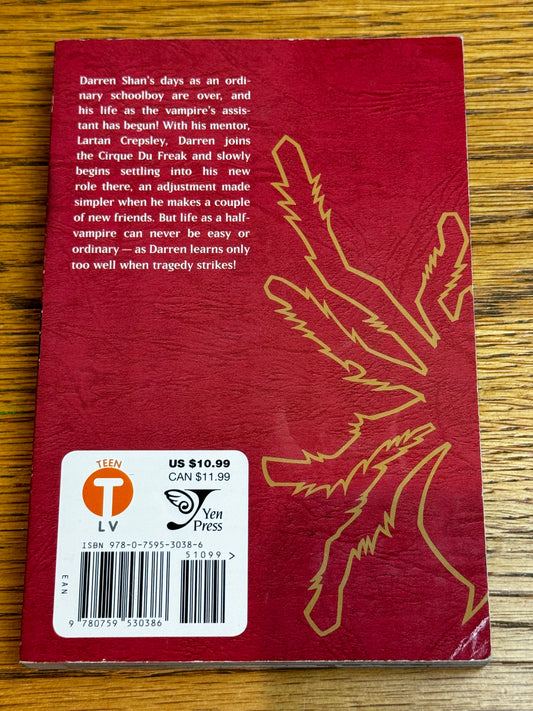 Darren Shan's days as an ordi-
nary schoolboy are over, and
his life as the vampire's assis-
tant has begun! With his mentor,
Lartan Crepsley, Darren joins
the Cirque Du Freak and slowly
begins settling into his new
role there, an adjustment made
simpler when he makes a couple
of new friends. But life as a half-
vampire can never be easy or
ordinary — as Darren learns only
too well when tragedy strikes!
TEEN
T
LV
US $10.99
CAN $11.99
Yen
Press
ISBN 978-0-7595-3038-6
51099 >
EAN
9 780759 530386